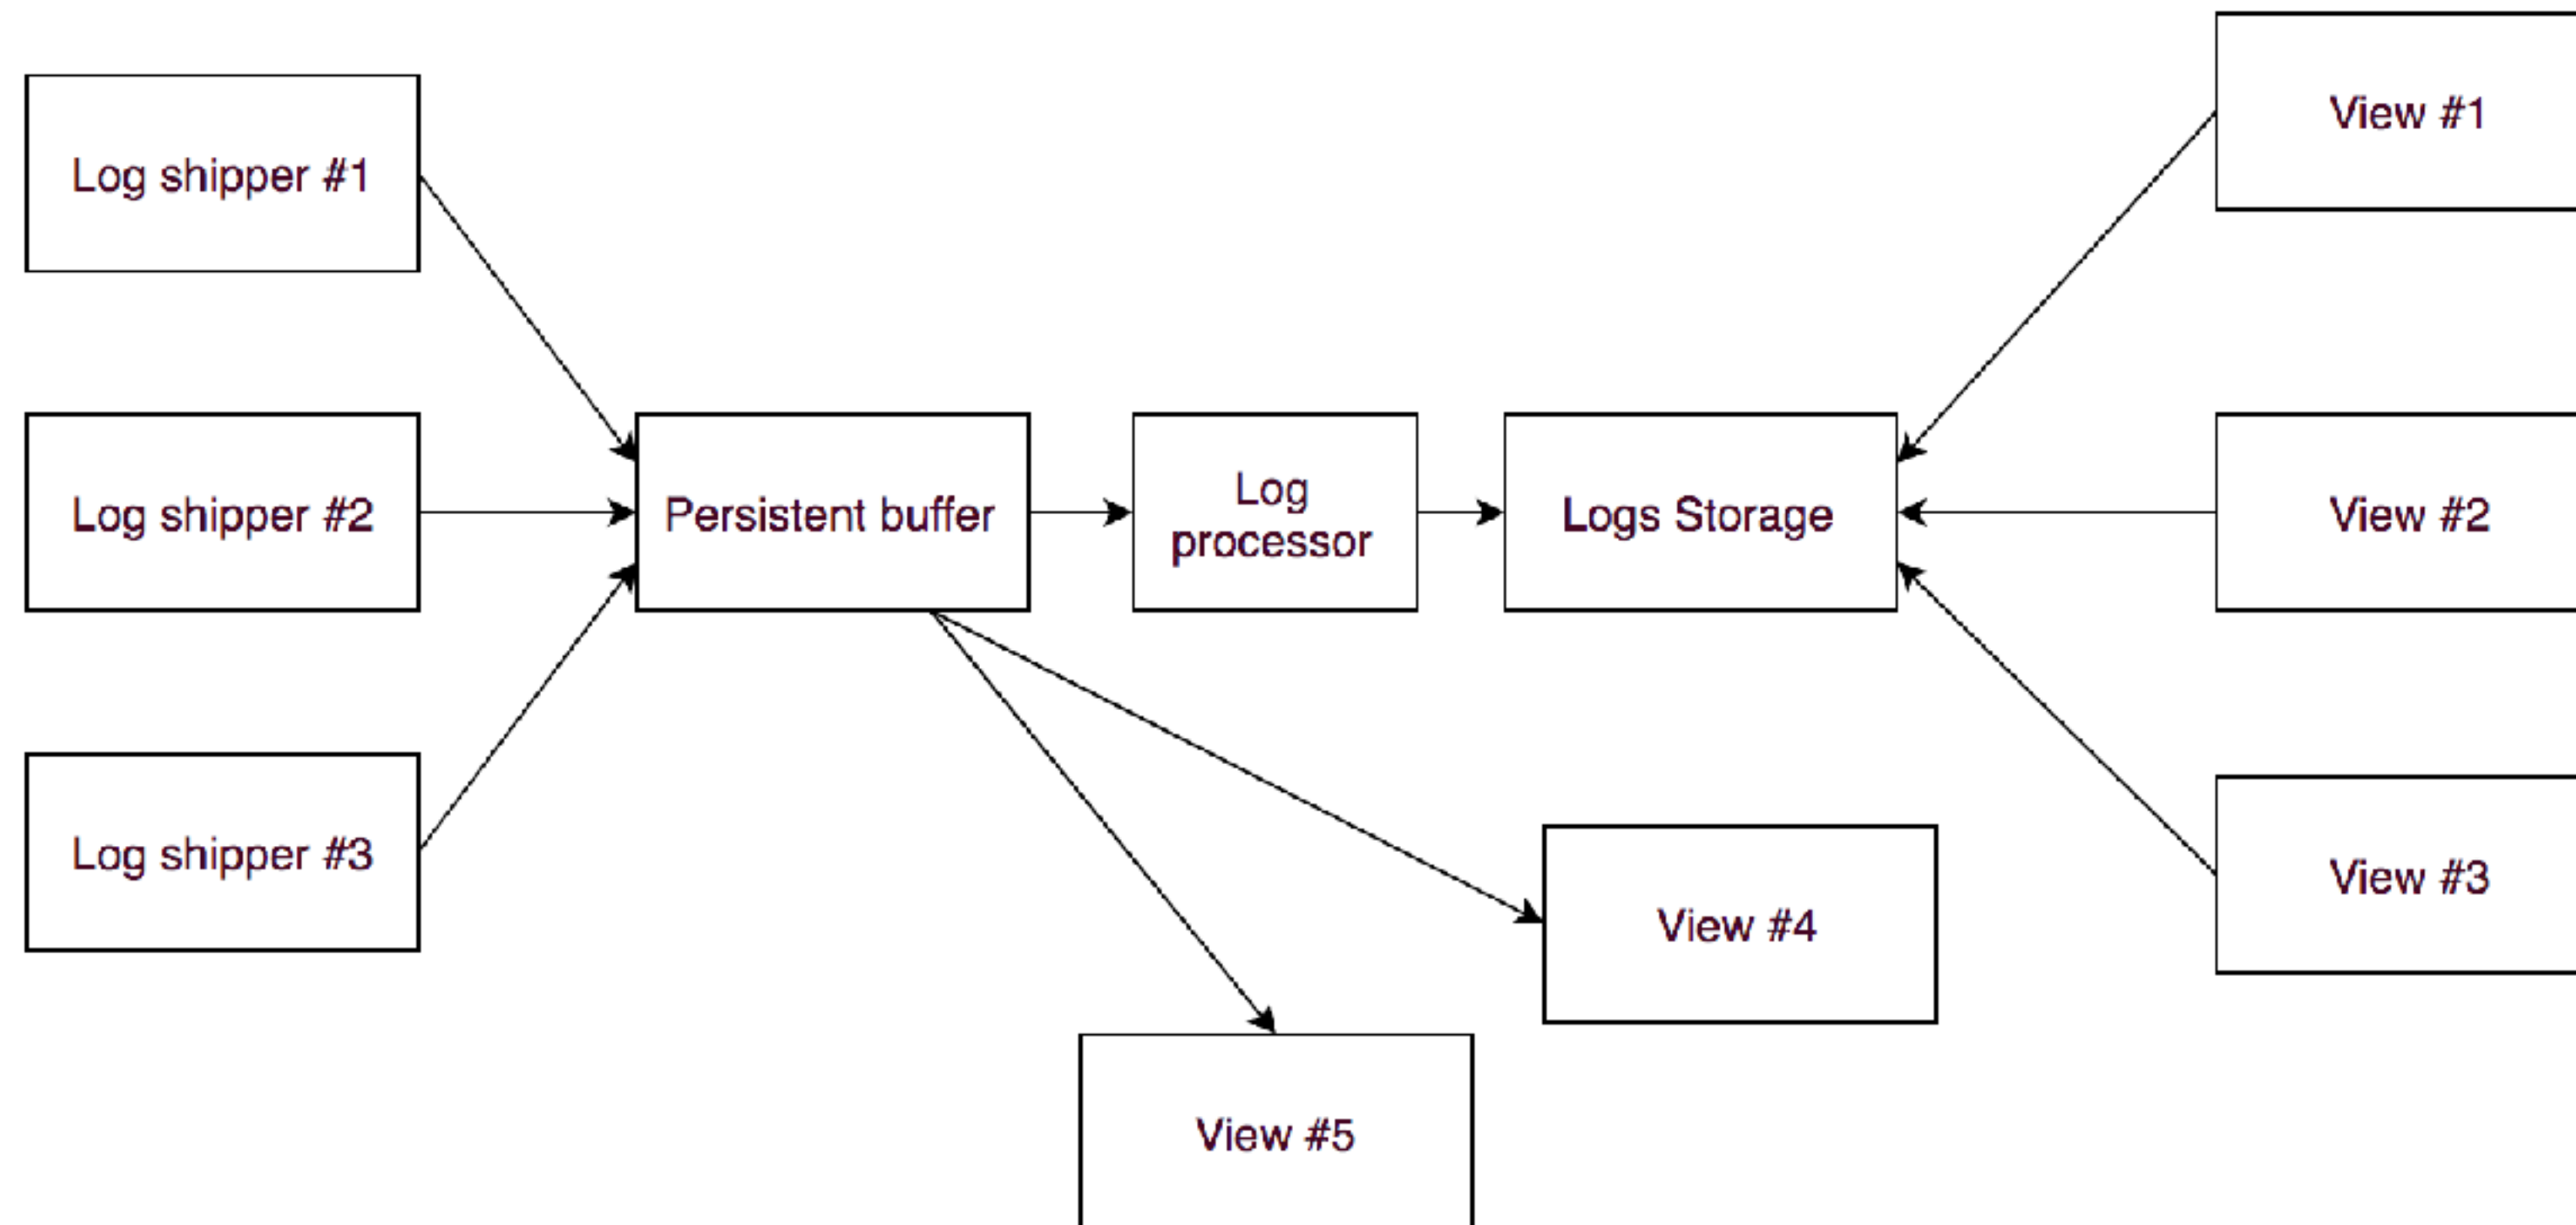 View #1
Log shipper #1
Log shipper #2
Persistent buffer
Log
processor
Logs Storage
View #2
Log shipper #3
View #3
View #4
View #5